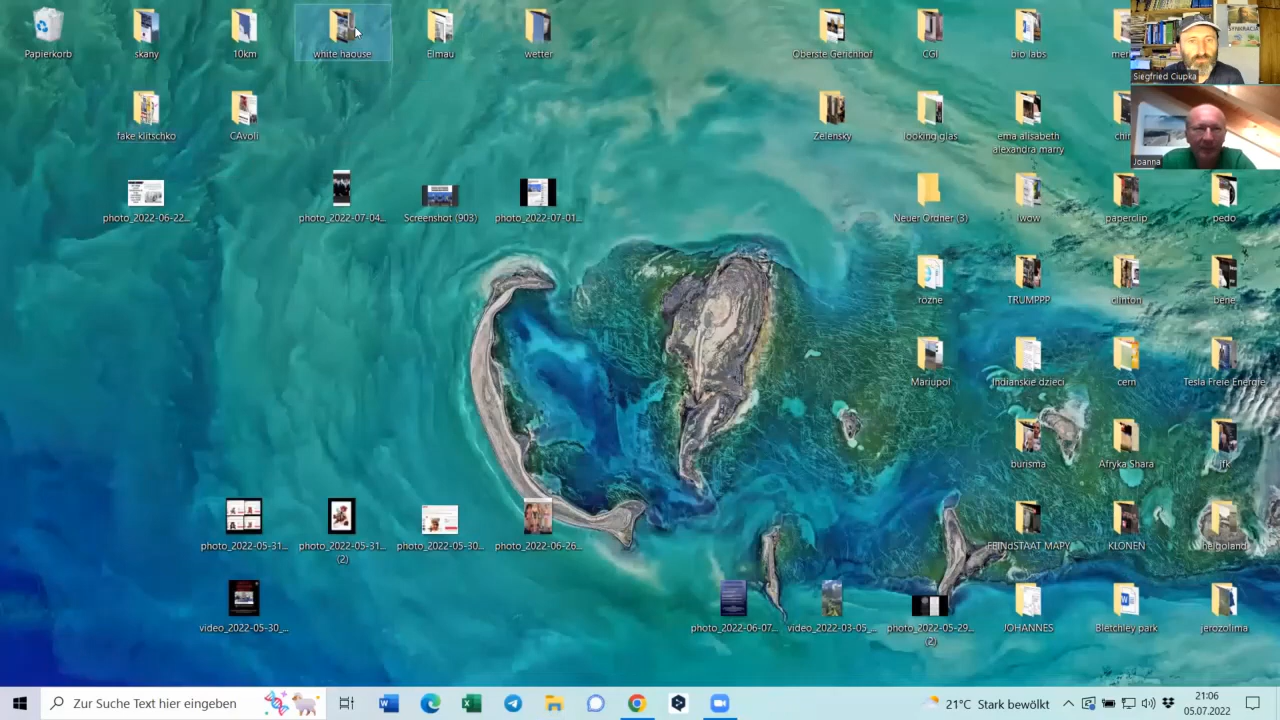 Papierkorb
skany
10km
white haouse
Elmau
wetter
Oberste Gerichhof
CGI
bio labs
Siegfried Ciupka
fake klitschko
CAvoli
Zelensky
looking glas
ema alisabeth
alexandra marry
Joanna
photo_2022-06-22...
photo_2022-07-04...
Screenshot (903)
photo_2022-07-01...
Neuer Ordner (3)
lwow
paperclip
pedo
rozne
TRUMPPP
clinton
bene
Mariupol
Indianskie dzieci
cern
Tesla Freie Energie
burisma
Afryka Shara
jfk
photo_2022-05-31...
photo_2022-05-31...
(2)
photo_2022-05-30...
photo_2022-06-26...
FEINdSTAAT MAPY
KLONEN
helgoland
video_2022-05-30_...
photo_2022-06-07...
video_2022-03-05_...
photo_2022-05-29...
(2)
JOHANNES
Bletchley park
jerozolima
Zur Suche Text hier eingeben
21°C Stark bewölkt
21:06
05.07.2022